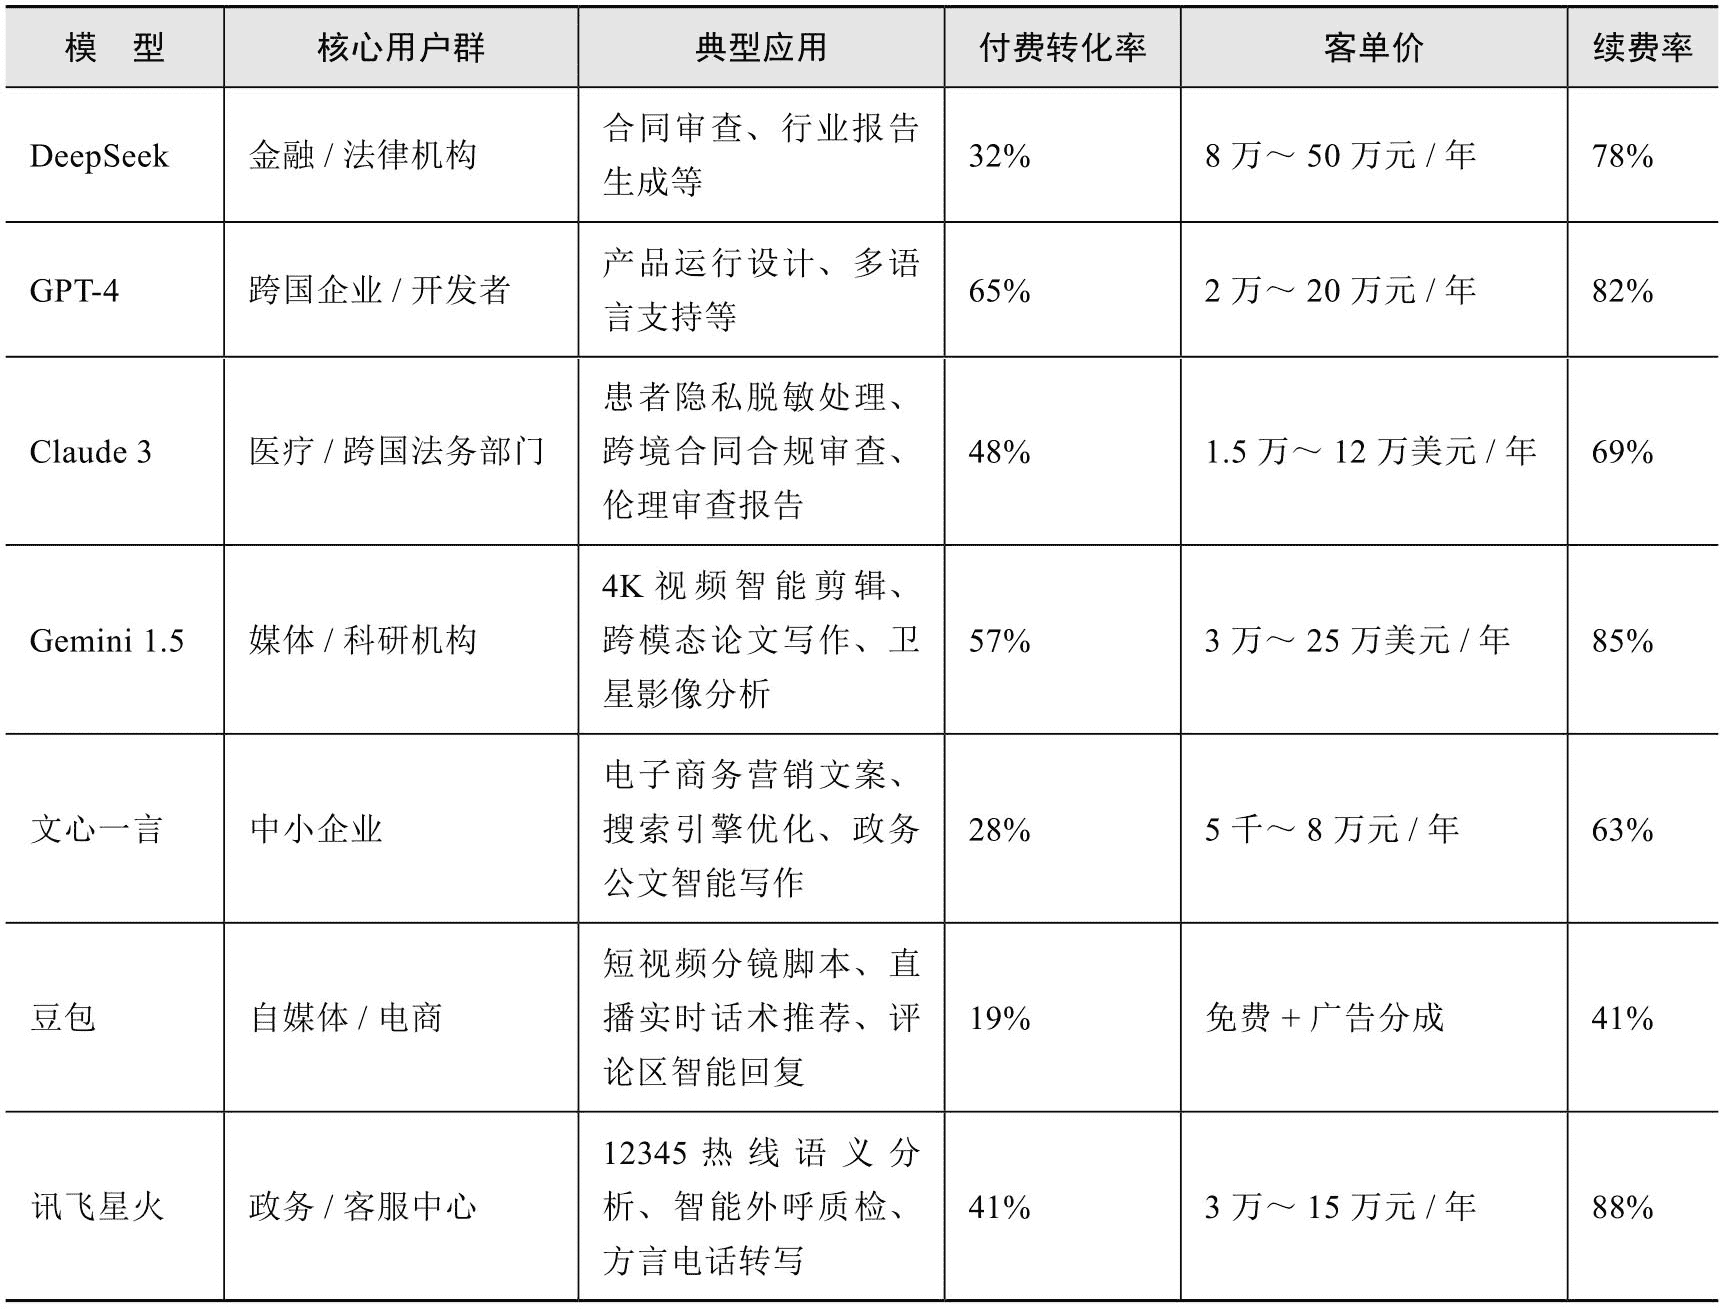 模 型 核心用户群 典型应用 付费转化率 客单价 续费率
DeepSeek
金融 / 法律机构
合同审查、行业报告
生成等
32%
8 万～ 50 万元 / 年
78%
GPT-4
跨国企业 / 开发者
产品运行设计、多语
言支持等
65%
2 万～ 20 万元 / 年
82%
Claude 3
医疗 / 跨国法务部门
患者隐私脱敏处理、
跨境合同合规审查、
伦理审查报告
48%
1.5 万～ 12 万美元 / 年
69%
Gemini 1.5
媒体 / 科研机构
4K 视频智能剪辑、
跨模态论文写作、卫
星影像分析
57%
3 万～ 25 万美元 / 年
85%
文心一言
中小企业
电子商务营销文案、
搜索引擎优化、政务
公文智能写作
28%
5 千～ 8 万元 / 年
63%
豆包
自媒体 / 电商
短视频分镜脚本、直
播实时话术推荐、评
论区智能回复
19%
免费 + 广告分成
41%
讯飞星火
政务 / 客服中心
12345 热线语义分
析、智能外呼质检、
方言电话转写
41%
3 万～ 15 万元 / 年
88%